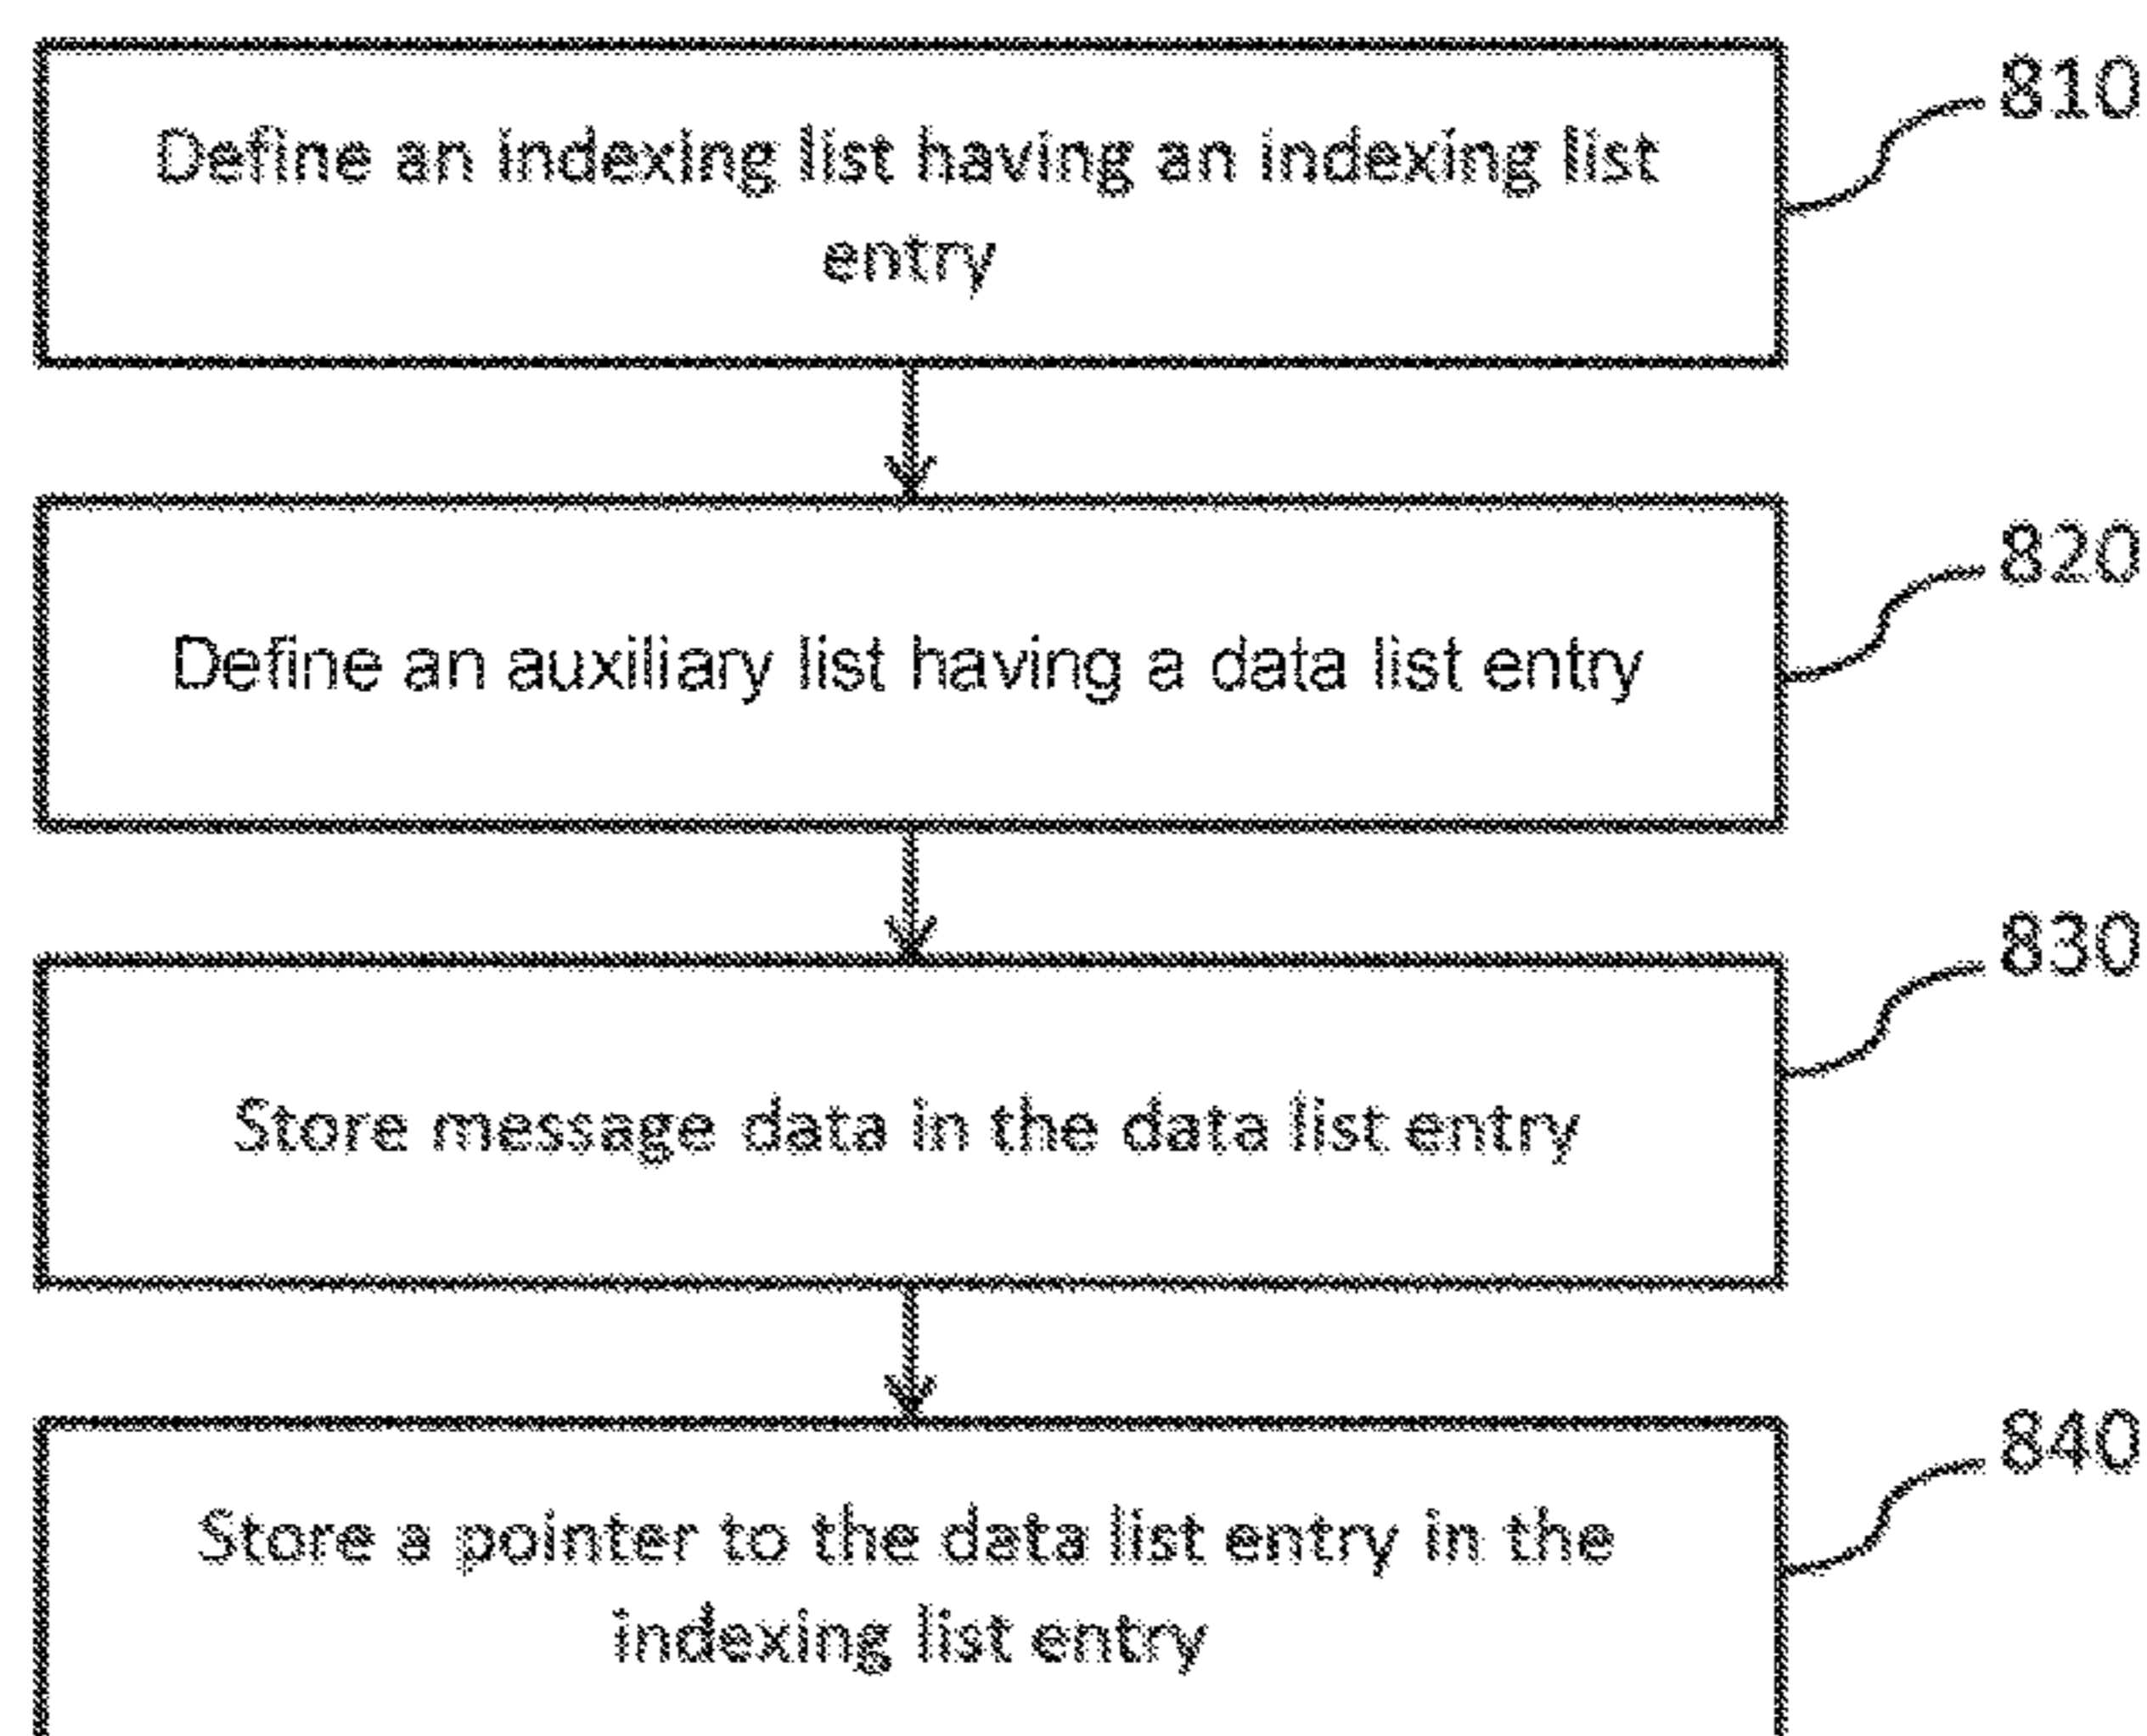 810
Define an indexing list having an indexing list
entry
820
Define an auxiliary list having a data list entry
830
Store message data in the data list entry
840
Store a pointer to the data list entry in the
indexing list entry